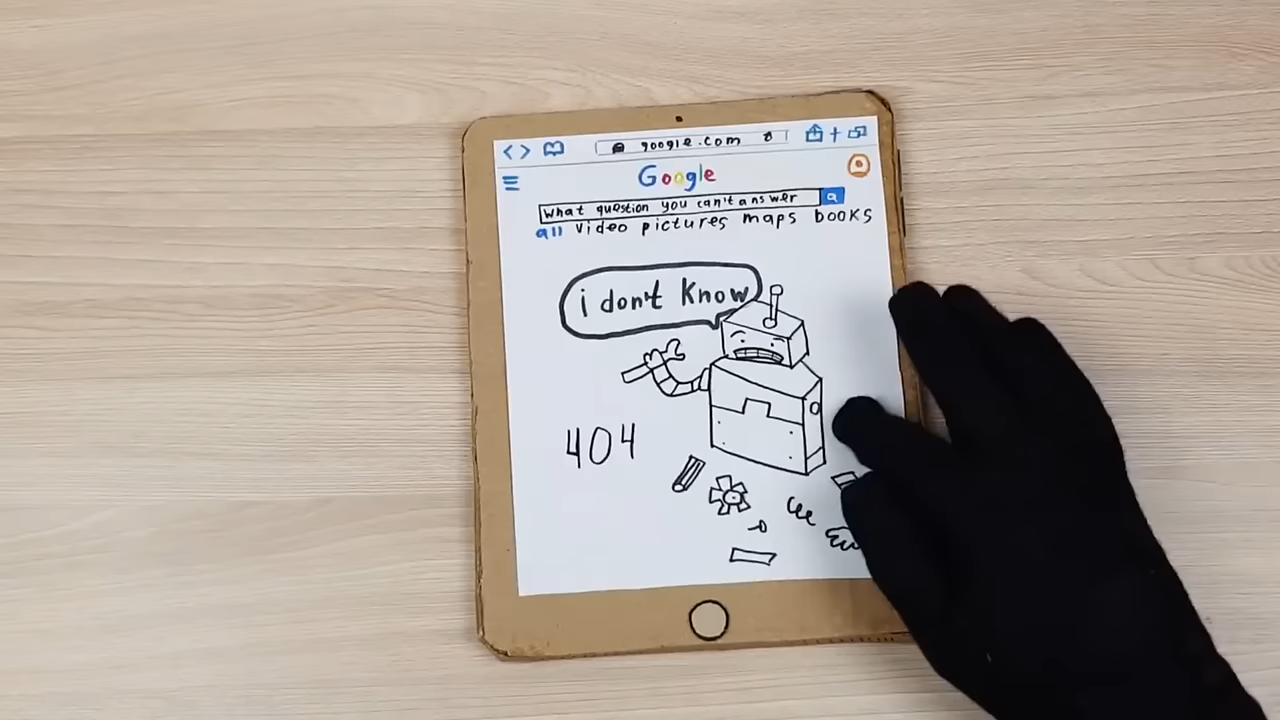 google.com
Google
what question you can't answer
all video pictures maps books
i don't know
404